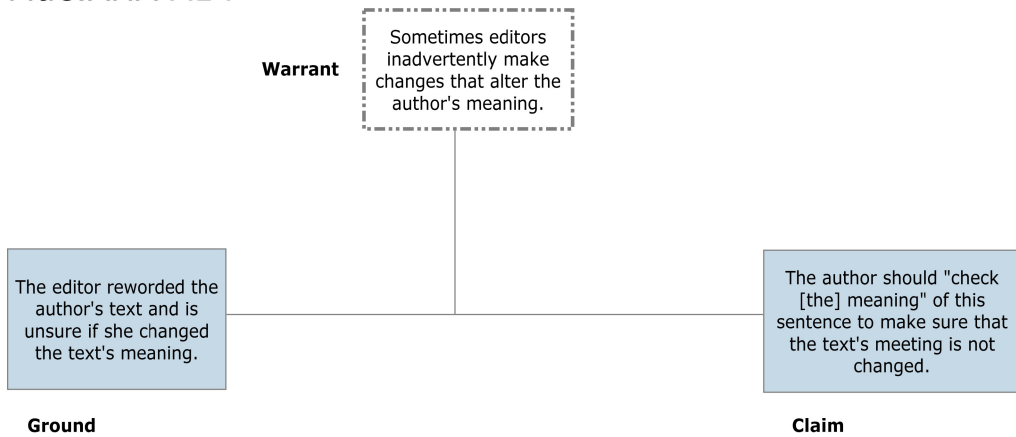 Sometimes editors
inadvertently make
changes that alter the
author's meaning.
Warrant
The editor reworded the
author's text and is
unsure if she changed
the text's meaning.
The author should "check
[the] meaning" of this
sentence to make sure that
the text's meeting is not
changed.
Ground
Claim